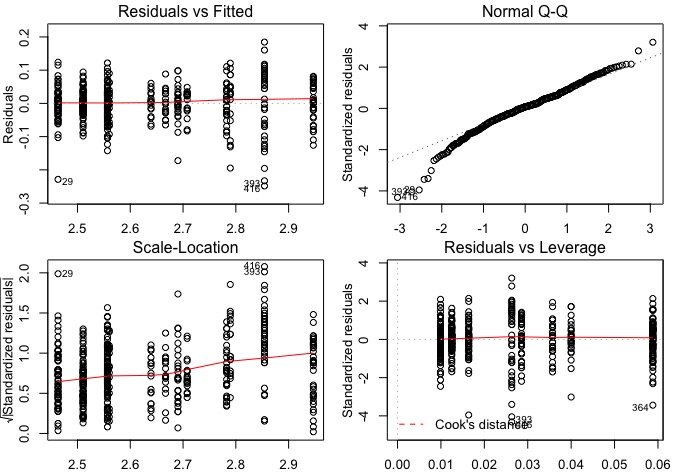 Residuals vs Fitted
Residuals
-0.3 -0.1 0.0 0.1 0.2
29
393
416
2.5 2.6 2.7 2.8 2.9
Normal Q-Q
Standardized residuals
-4 -2 0 2 4
416
-3 -2 -1 0 1 2 3
Scale-Location
√|Standardized residuals|
0.0 0.5 1.0 1.5 2.0
29
416
393
2.5 2.6 2.7 2.8 2.9
Residuals vs Leverage
Standardized residuals
-4 -2 0 2 4
Cook's distance
393
364
0.00 0.01 0.02 0.03 0.04 0.05 0.06